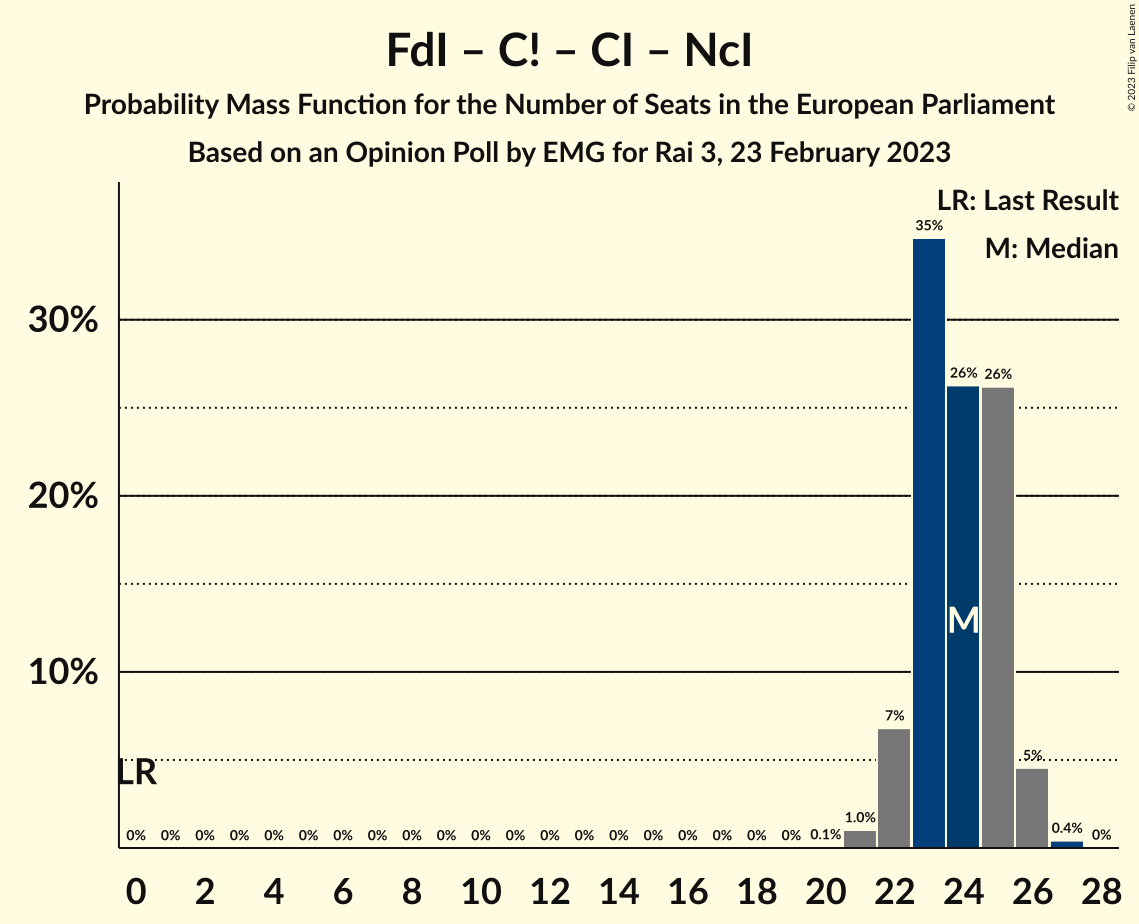 FdI – C! – CI – NcI
Probability Mass Function for the Number of Seats in the European Parliament
Based on an Opinion Poll by EMG for Rai 3, 23 February 2023
© 2023 Filip van Laenen
LR: Last Result
M: Median
30%
20%
10%
LR
M
0% 0% 0% 0% 0% 0% 0% 0% 0% 0% 0% 0% 0% 0% 0% 0% 0% 0% 0% 0% 0.1% 1.0% 7% 35% 26% 26% 5% 0.4% 0%
0 2 4 6 8 10 12 14 16 18 20 22 24 26 28